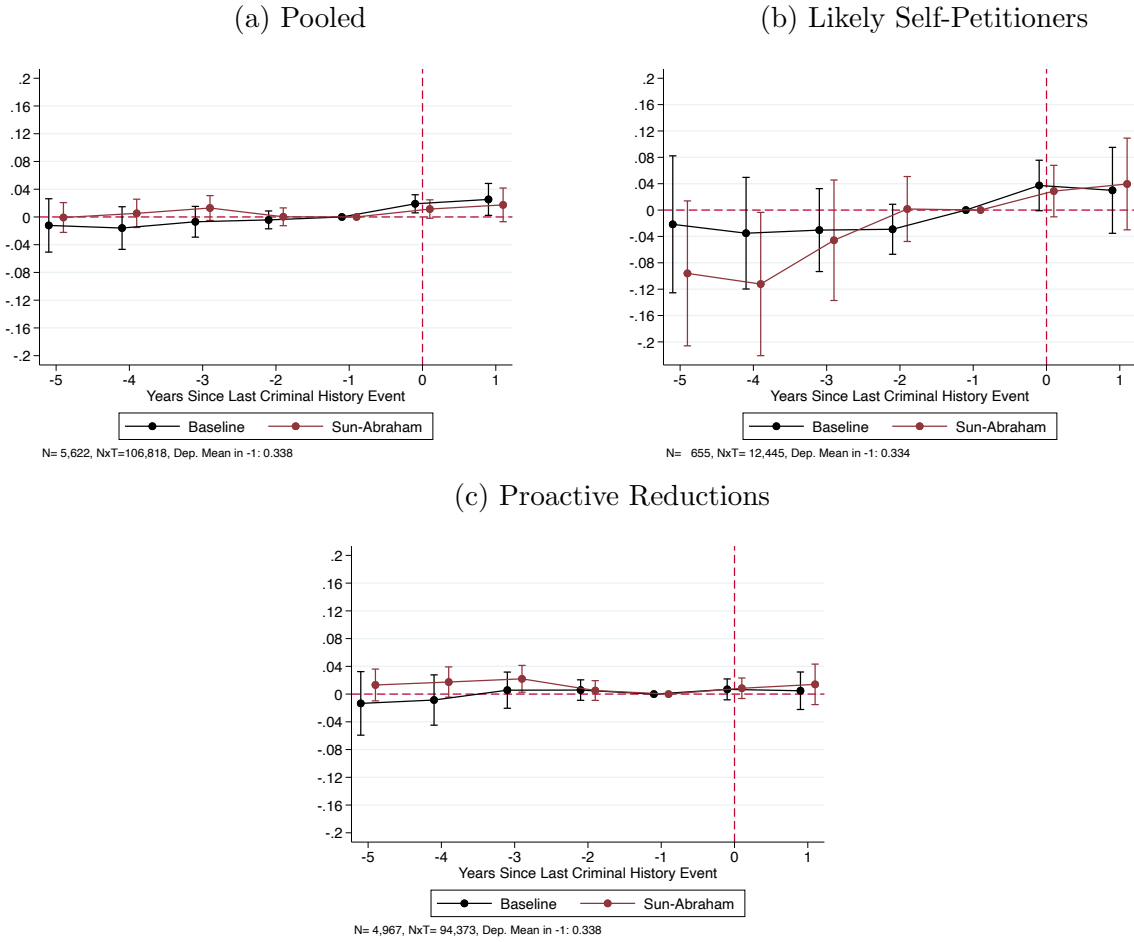 (a) Pooled
.2
.16
.12
.08
.04
0
-.04
-.08
-.12
-.16
-.2
-5 -4 -3 -2 -1 0 1
Years Since Last Criminal History Event
Baseline Sun-Abraham
N= 5,622, NxT=106,818, Dep. Mean in -1: 0.338
(b) Likely Self-Petitioners
.2
.16
.12
.08
.04
0
-.04
-.08
-.12
-.16
-.2
-5 -4 -3 -2 -1 0 1
Years Since Last Criminal History Event
Baseline Sun-Abraham
N= 655, NxT= 12,445, Dep. Mean in -1: 0.334
(c) Proactive Reductions
.2
.16
.12
.08
.04
0
-.04
-.08
-.12
-.16
-.2
-5 -4 -3 -2 -1 0 1
Years Since Last Criminal History Event
Baseline Sun-Abraham
N= 4,967, NxT= 94,373, Dep. Mean in -1: 0.338